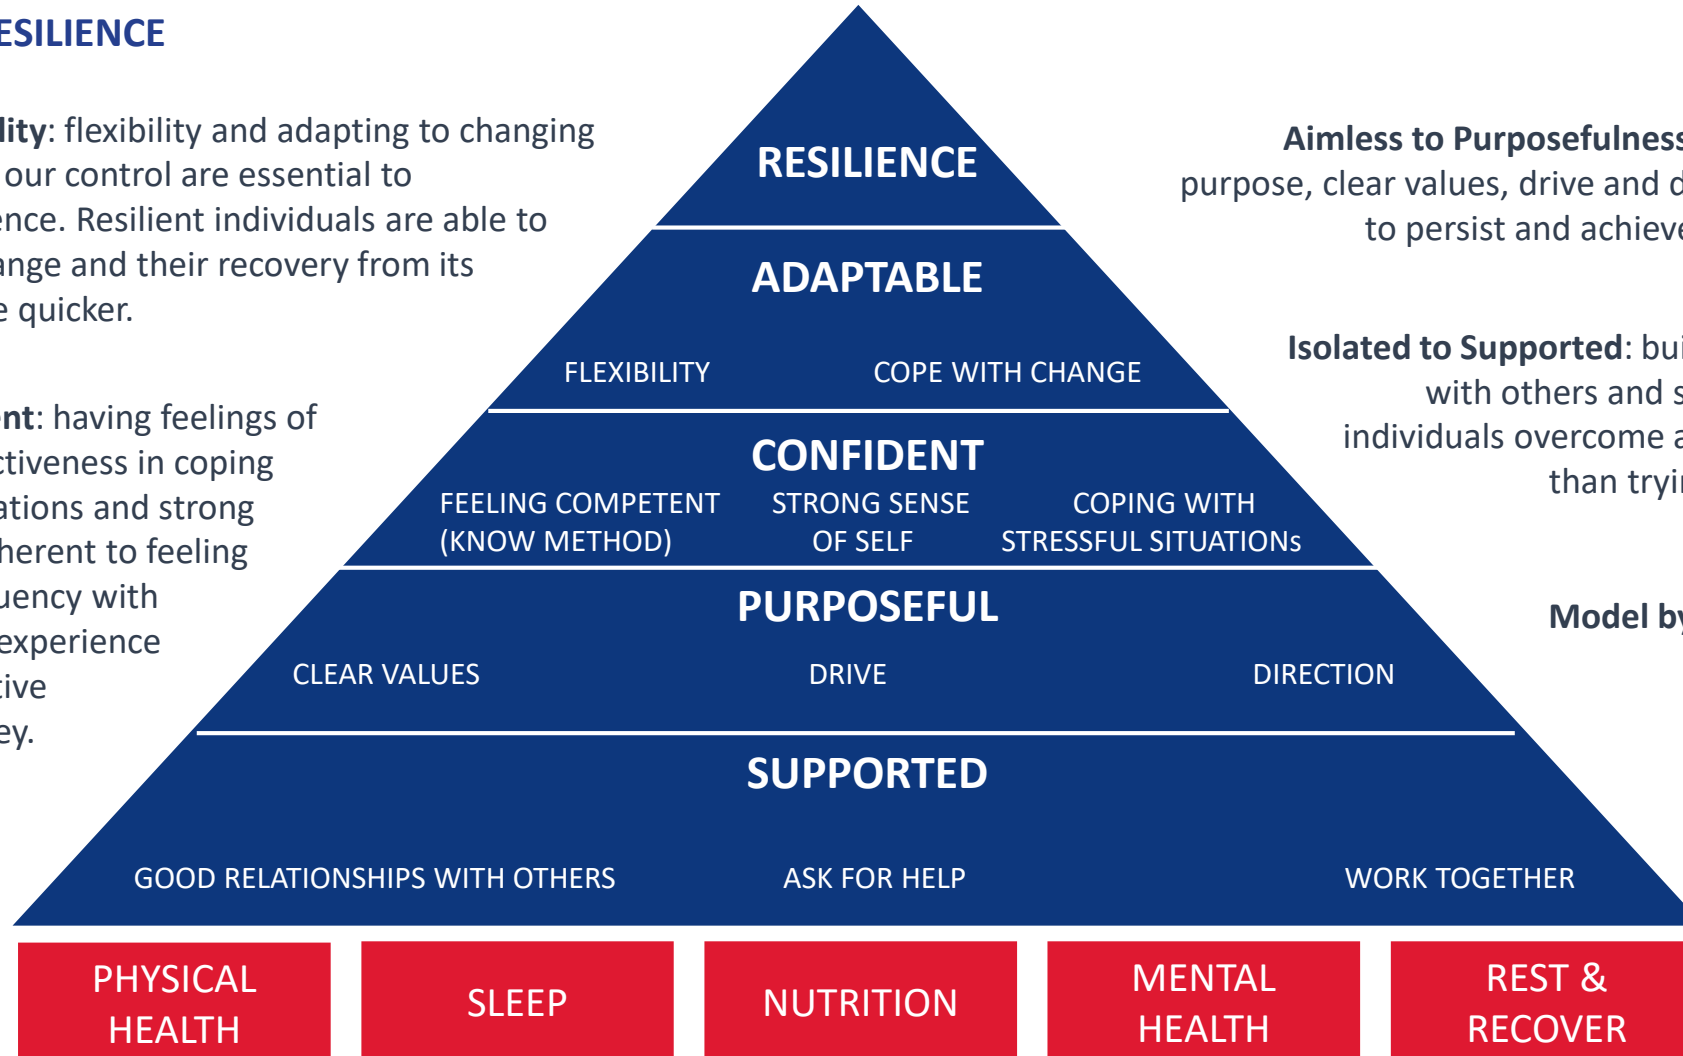 ESILIENCE
lity: flexibility and adapting to changing
our control are essential to
ence. Resilient individuals are able to
ange and their recovery from its
e quicker.
ent: having feelings of
ctiveness in coping
ations and strong
herent to feeling
uency with
experience
tive
ey.
RESILIENCE
ADAPTABLE
FLEXIBILITY COPE WITH CHANGE
CONFIDENT
FEELING COMPETENT
(KNOW METHOD)
STRONG SENSE
OF SELF
COPING WITH
STRESSFUL SITUATIONs
PURPOSEFUL
CLEAR VALUES DRIVE DIRECTION
SUPPORTED
GOOD RELATIONSHIPS WITH OTHERS ASK FOR HELP WORK TOGETHER
Aimless to Purposefulness
purpose, clear values, drive and d
to persist and achieve
Isolated to Supported: bui
with others and s
individuals overcome a
than tryin
Model by
PHYSICAL
HEALTH
SLEEP
NUTRITION
MENTAL
HEALTH
REST &
RECOVER